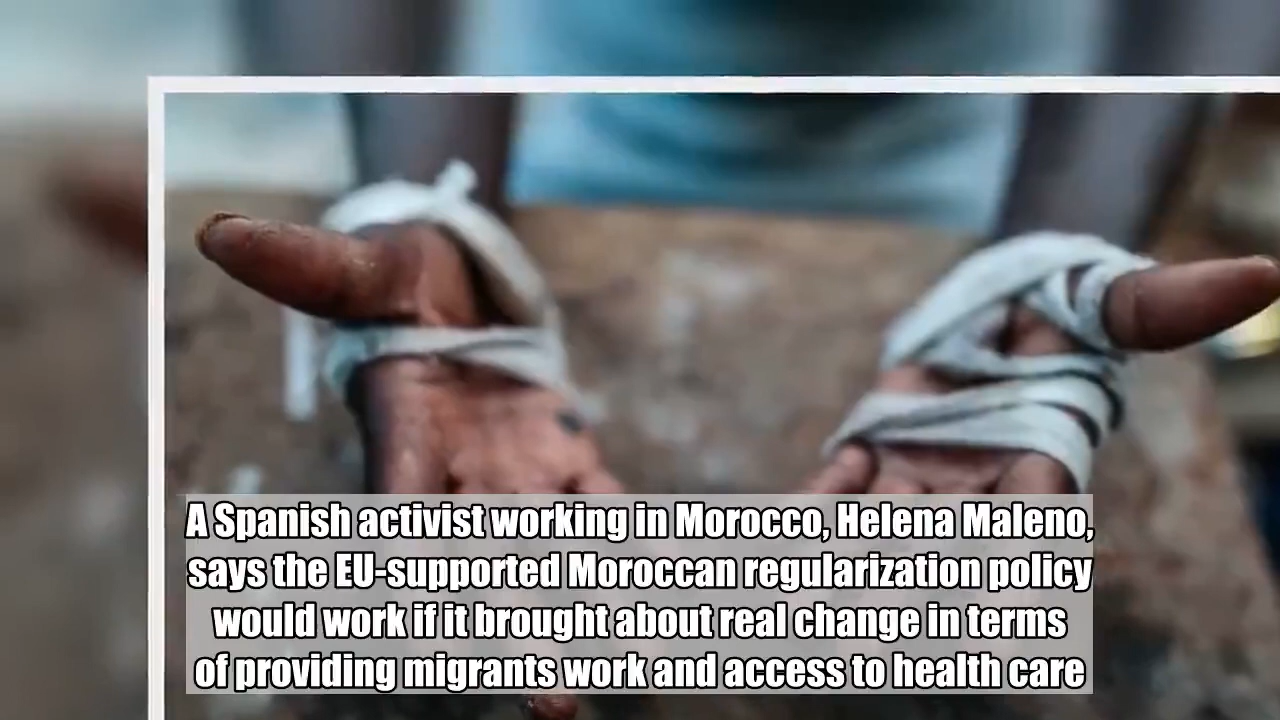 A Spanish activist working in Morocco, Helena Maleno,
says the EU-supported Moroccan regularization policy
would work if it brought about real change in terms
of providing migrants work and access to health care